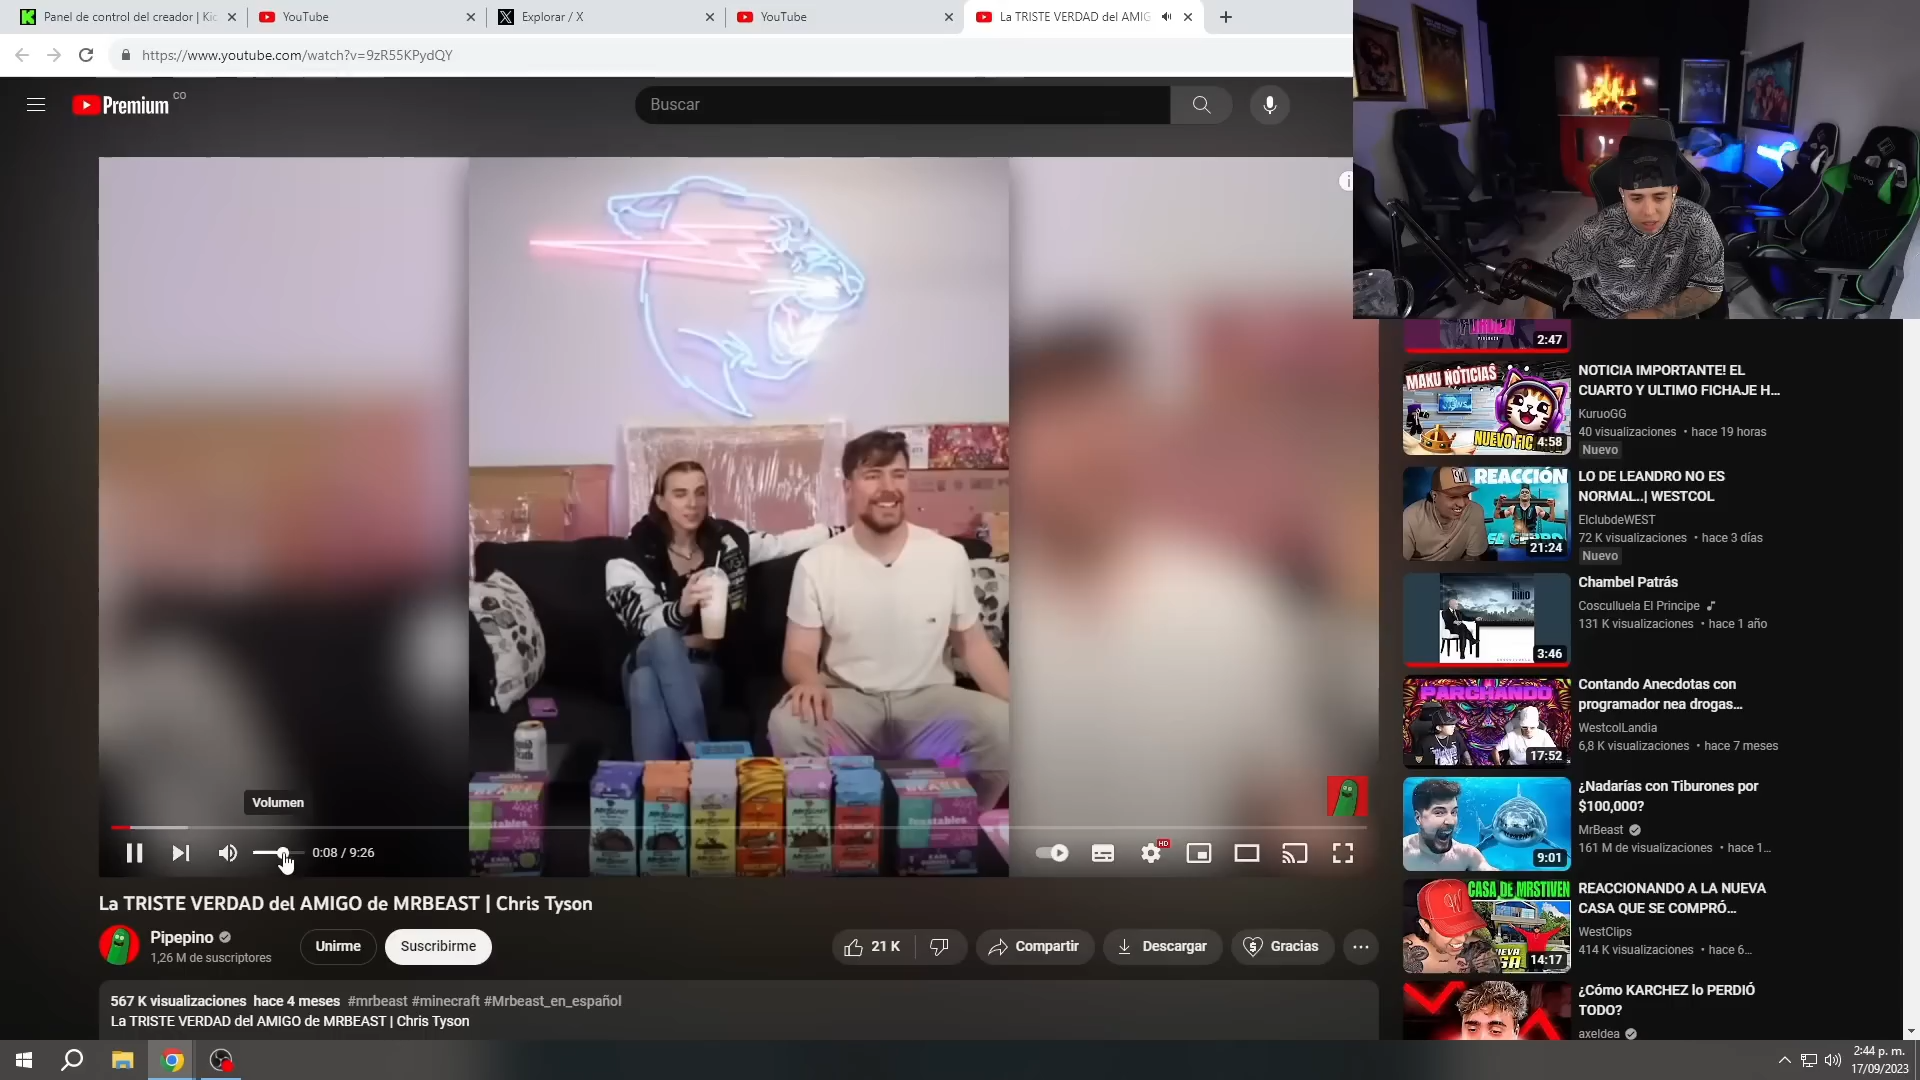 Panel de control del creador | Kic
YouTube
Explorar / X
YouTube
La TRISTE VERDAD del AMIG
https://www.youtube.com/watch?v=9zR55KPydQY
Premium CO
Buscar
Volumen
0:08 / 9:26
HD
La TRISTE VERDAD del AMIGO de MRBEAST | Chris Tyson
Pipepino
1,26 M de suscriptores
Unirme
Suscribirme
21 K
Compartir
Descargar
Gracias
567 K visualizaciones hace 4 meses #mrbeast #minecraft #Mrbeast_en_español
La TRISTE VERDAD del AMIGO de MRBEAST | Chris Tyson
2:47
MAKU NOTICIAS
NUEVO FIC
4:58
NOTICIA IMPORTANTE! EL
CUARTO Y ULTIMO FICHAJE H...
KuruoGG
40 visualizaciones • hace 19 horas
Nuevo
REACCIÓN
21:24
LO DE LEANDRO NO ES
NORMAL..| WESTCOL
ElclubdeWEST
72 K visualizaciones • hace 3 días
Nuevo
3:46
Chambel Patrás
Cosculluela El Principe
131 K visualizaciones • hace 1 año
PARCHANDO
17:52
Contando Anecdotas con
programador nea drogas...
WestcolLandia
6,8 K visualizaciones • hace 7 meses
9:01
¿Nadarías con Tiburones por
$100,000?
MrBeast
161 M de visualizaciones • hace 1...
CASA DE MRSTIVEN
14:17
REACCIONANDO A LA NUEVA
CASA QUE SE COMPRÓ...
WestClips
414 K visualizaciones • hace 6...
¿Cómo KARCHEZ lo PERDIÓ
TODO?
axeldea
2:44 p. m.
17/09/2023